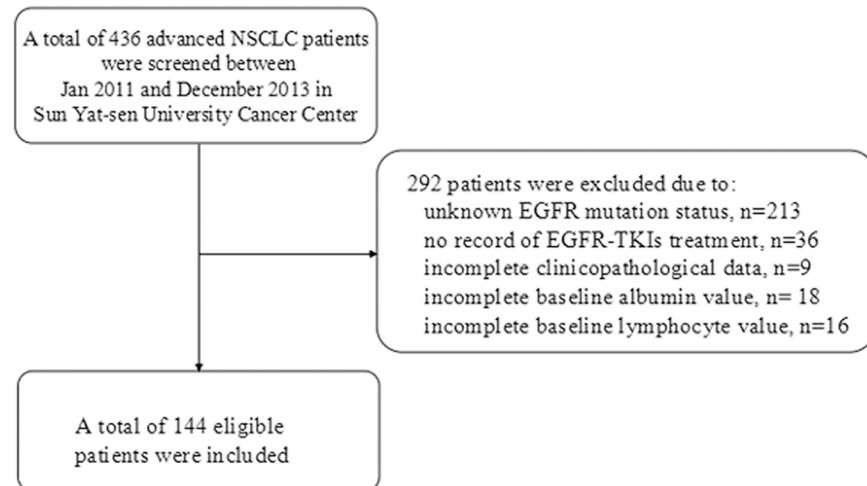 A total of 436 advanced NSCLC patients
were screened between
Jan 2011 and December 2013 in
Sun Yat-sen University Cancer Center
292 patients were excluded due to:
unknown EGFR mutation status, n=213
no record of EGFR-TKIs treatment, n=36
incomplete clinicopathological data, n=9
incomplete baseline albumin value, n= 18
incomplete baseline lymphocyte value, n=16
A total of 144 eligible
patients were included